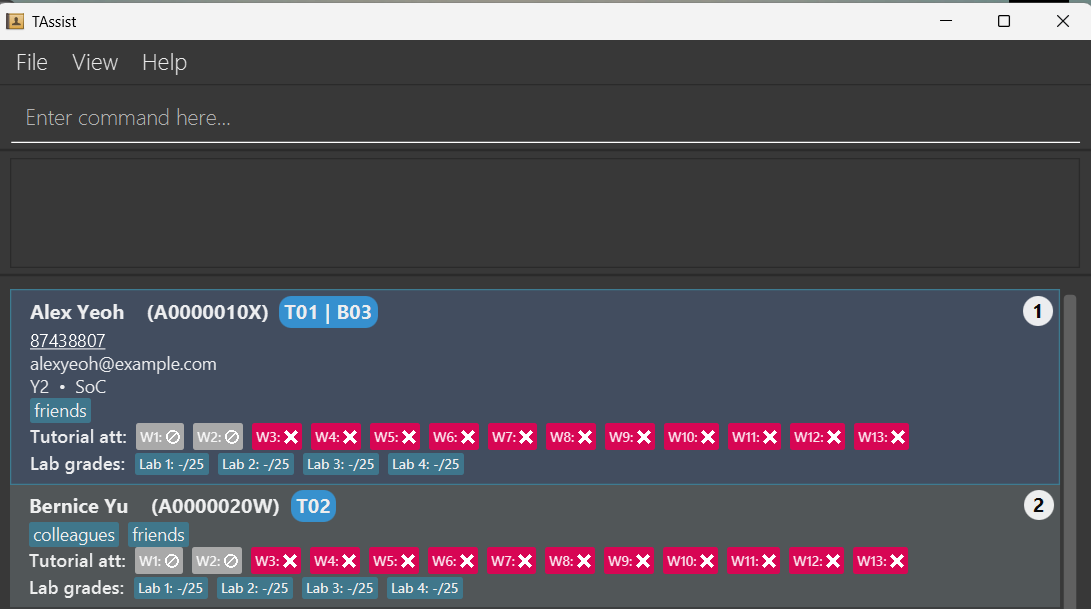 TAssist
File View Help
Enter command here...
Alex Yeoh (A0000010X) T01 | B03 1
87438807
alexyeoh@example.com
Y2 • SoC
friends
Tutorial att: W1: W2: W3: W4: W5: W6: W7: W8: W9: W10: W11: W12: W13:
Lab grades: Lab 1: -/25 Lab 2: -/25 Lab 3: -/25 Lab 4: -/25
Bernice Yu (A0000020W) T02 2
colleagues friends
Tutorial att: W1: W2: W3: W4: W5: W6: W7: W8: W9: W10: W11: W12: W13:
Lab grades: Lab 1: -/25 Lab 2: -/25 Lab 3: -/25 Lab 4: -/25